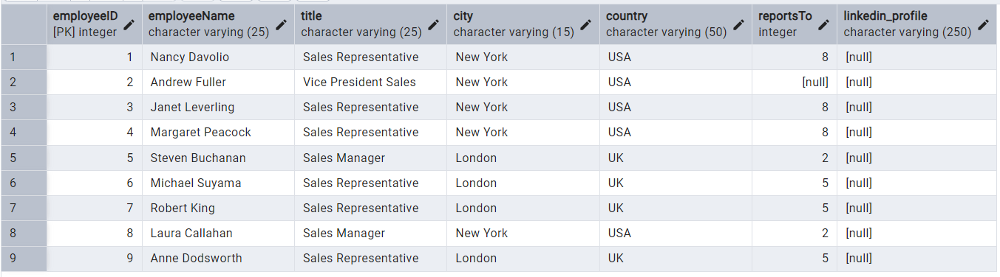 employeeID employeeName title city country reportsTo linkedin_profile
[PK] integer character varying (25) character varying (25) character varying (15) character varying (50) integer character varying (250)
1 1 Nancy Davolio Sales Representative New York USA 8 [null]
2 2 Andrew Fuller Vice President Sales New York USA [null] [null]
3 3 Janet Leverling Sales Representative New York USA 8 [null]
4 4 Margaret Peacock Sales Representative New York USA 8 [null]
5 5 Steven Buchanan Sales Manager London UK 2 [null]
6 6 Michael Suyama Sales Representative London UK 5 [null]
7 7 Robert King Sales Representative London UK 5 [null]
8 8 Laura Callahan Sales Manager New York USA 2 [null]
9 9 Anne Dodsworth Sales Representative London UK 5 [null]